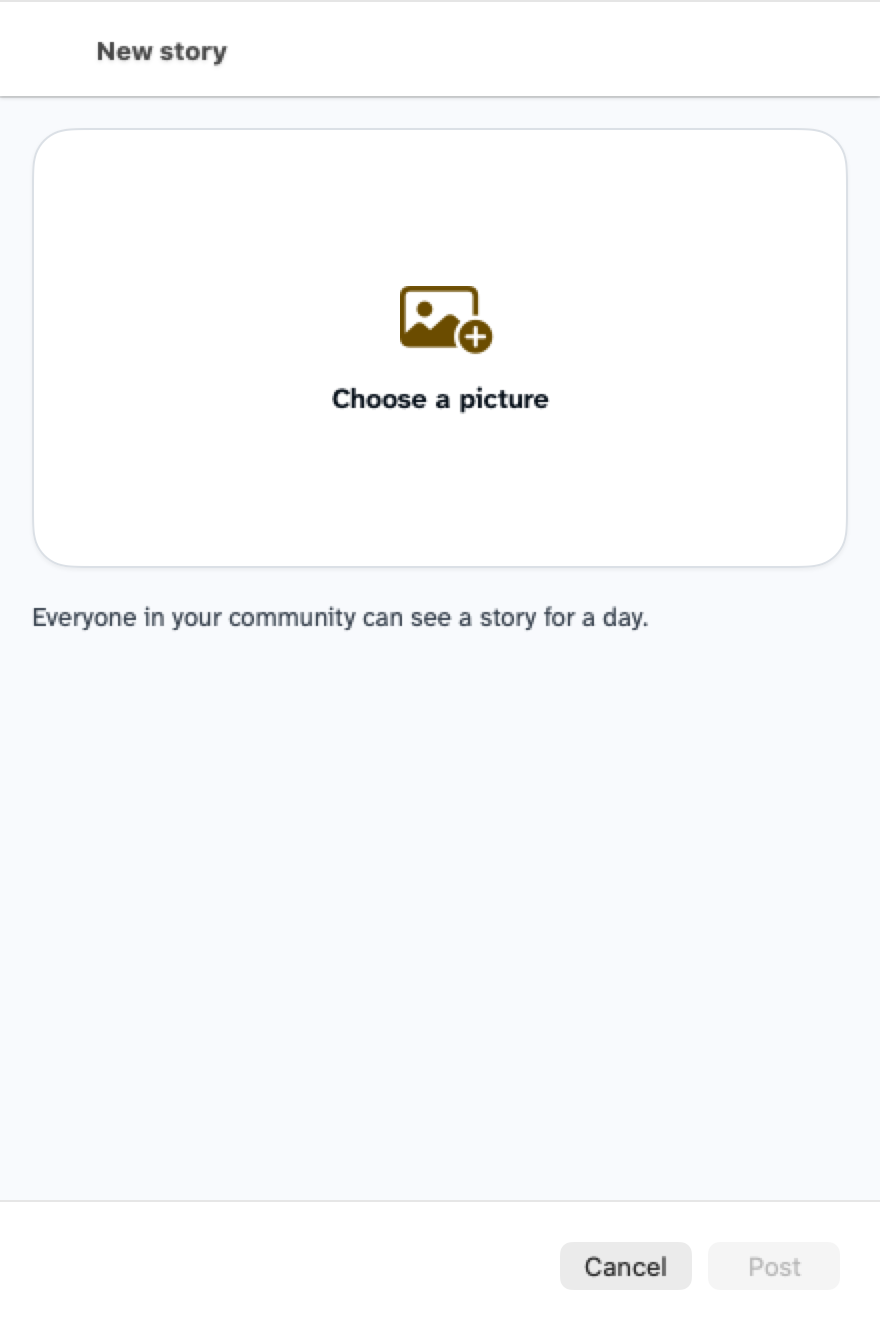 New story
Choose a picture
Everyone in your community can see a story for a day.
Cancel
Post